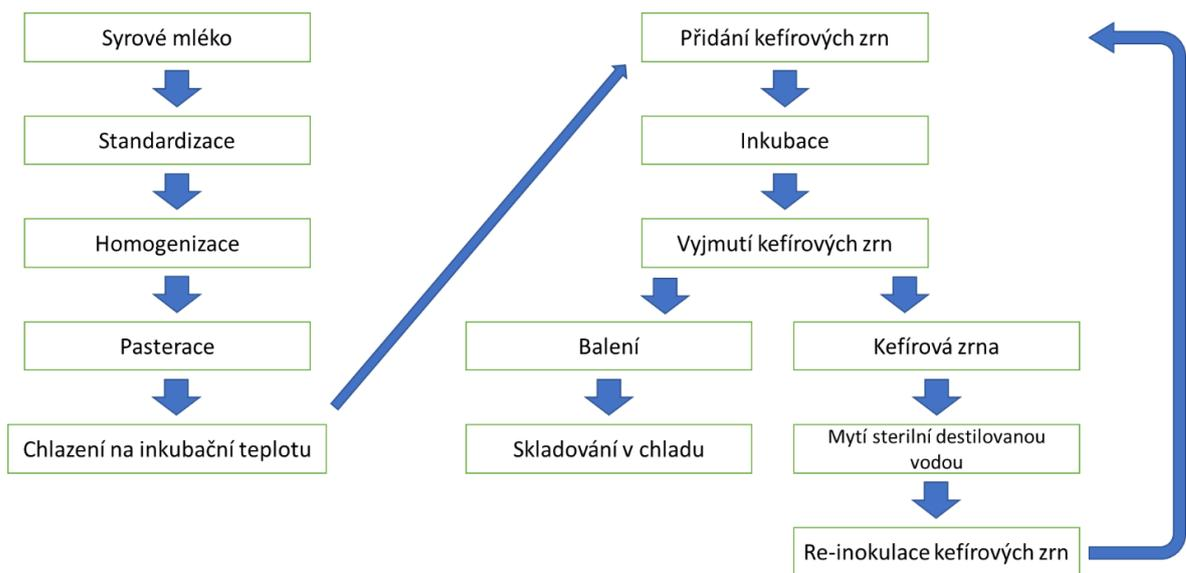 Syrové mléko
Standardizace
Homogenizace
Pasterace
Chlazení na inkubační teplotu
Přidání kefírových zrn
Inkubace
Vyjmutí kefírových zrn
Balení
Skladování v chladu
Kefírová zrna
Mytí sterilní destilovanou
vodou
Re-inokulace kefírových zrn